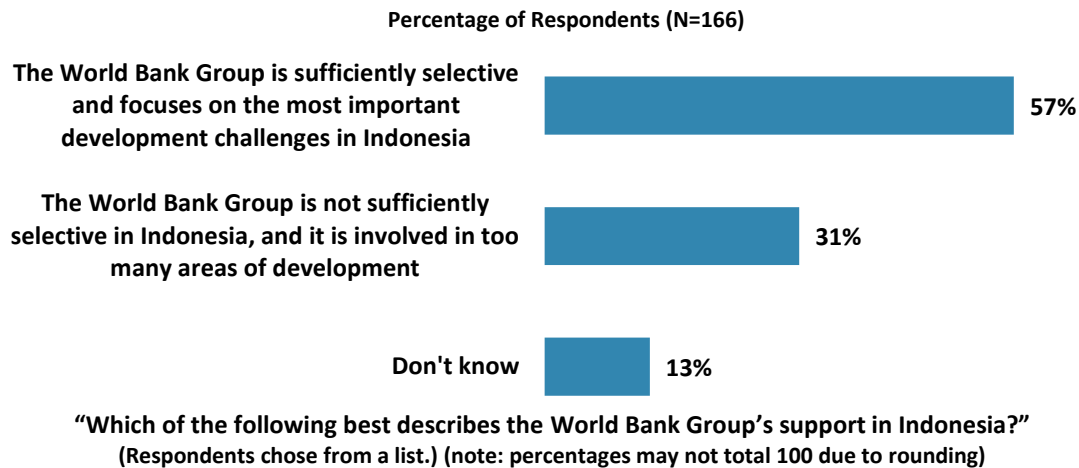 Percentage of Respondents (N=166)
The World Bank Group is sufficiently selective
and focuses on the most important
development challenges in Indonesia
57%
The World Bank Group is not sufficiently
selective in Indonesia, and it is involved in too
many areas of development
31%
Don't know
13%
“Which of the following best describes the World Bank Group’s support in Indonesia?”
(Respondents chose from a list.) (note: percentages may not total 100 due to rounding)